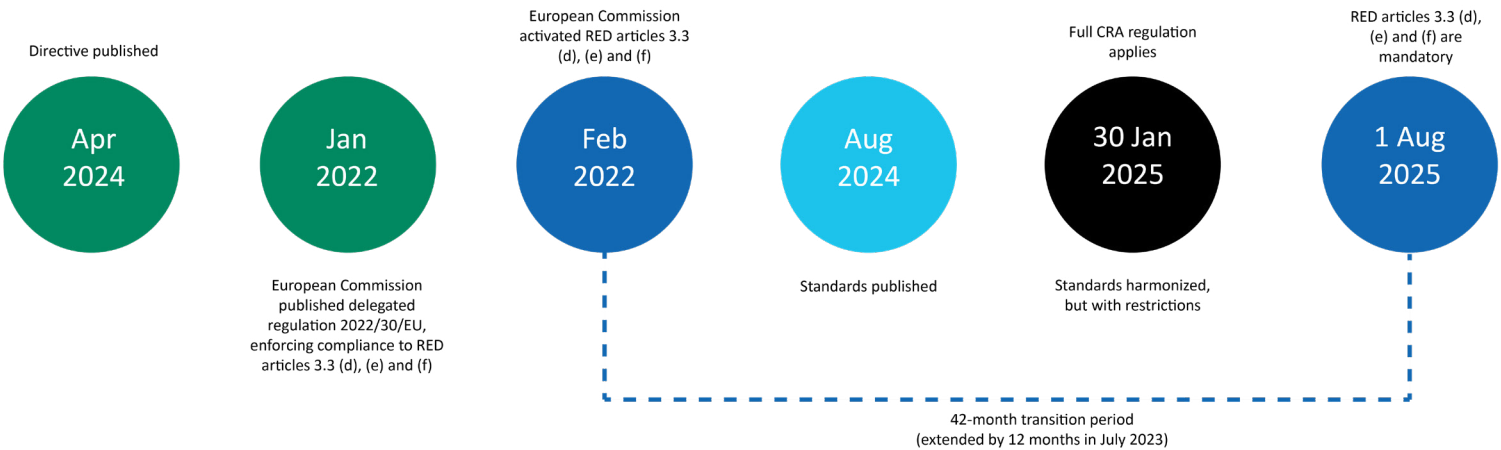 Directive published
Apr
2024
Jan
2022
European Commission
published delegated
regulation 2022/30/EU,
enforcing compliance to RED
articles 3.3 (d), (e) and (f)
European Commission
activated RED articles 3.3
(d), (e) and (f)
Feb
2022
Aug
2024
Standards published
Full CRA regulation
applies
30 Jan
2025
Standards harmonized,
but with restrictions
RED articles 3.3 (d),
(e) and (f) are
mandatory
1 Aug
2025
42-month transition period
(extended by 12 months in July 2023)